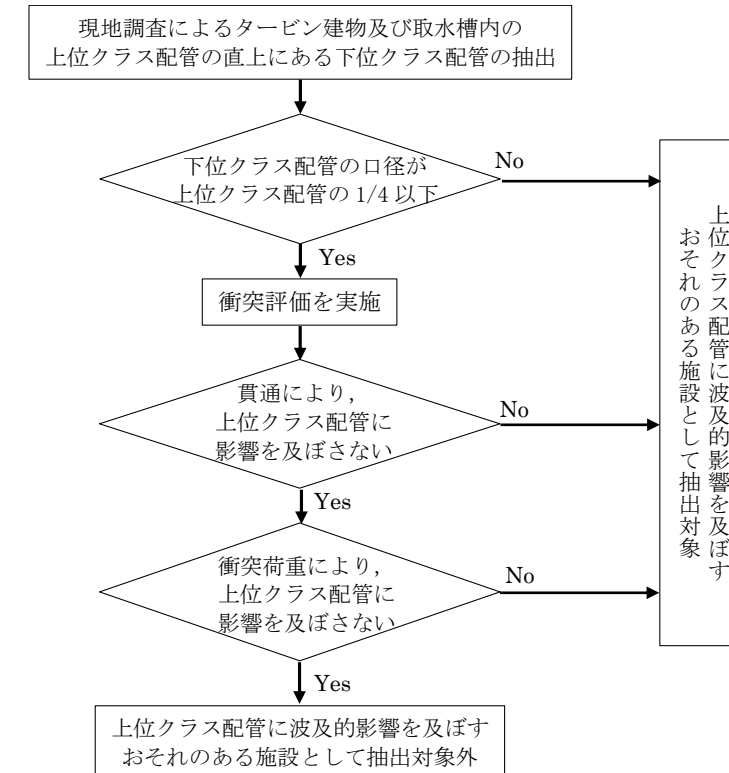 現地調査によるタービン建物及び取水槽内の
上位クラス配管の直上にある下位クラス配管の抽出
下位クラス配管の口径が
上位クラス配管の 1/4 以下
No
Yes
衝突評価を実施
貫通により,
上位クラス配管に
影響を及ぼさない
No
Yes
衝突荷重により,
上位クラス配管に
影響を及ぼさない
No
Yes
上位クラス配管に波及的影響を及ぼす
おそれのある施設として抽出対象外
上位クラス配管に波及的影響を及ぼす
おそれのある施設として抽出対象